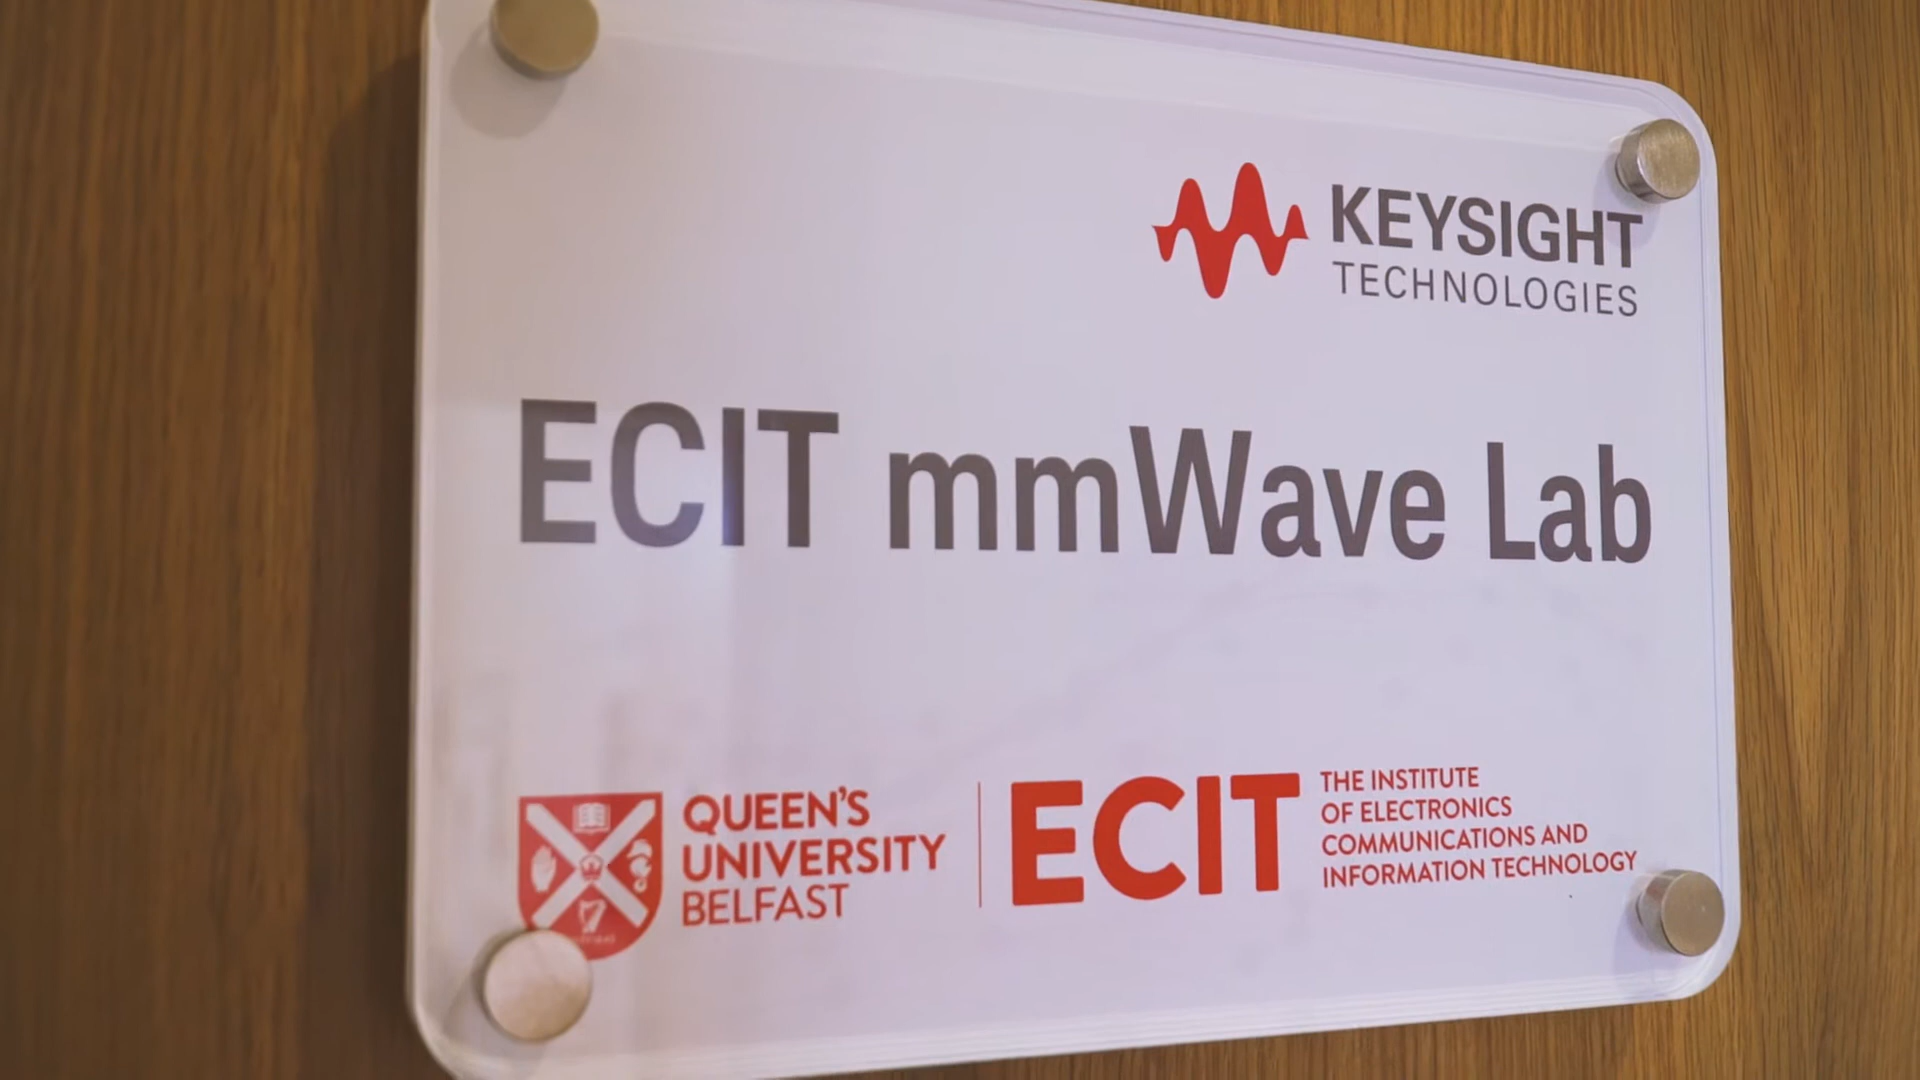 KEYSIGHT
TECHNOLOGIES
ECIT mmWave Lab
QUEEN'S
UNIVERSITY
BELFAST
ECIT
THE INSTITUTE
OF ELECTRONICS
COMMUNICATIONS AND
INFORMATION TECHNOLOGY